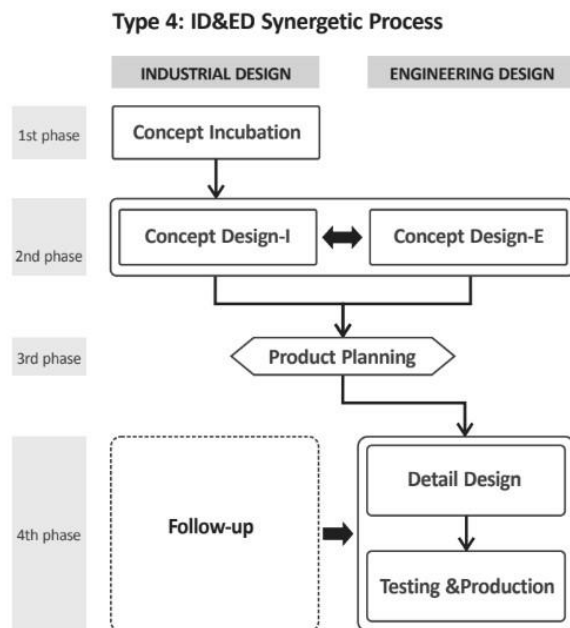 Type 4: ID&ED Synergetic Process
INDUSTRIAL DESIGN
ENGINEERING DESIGN
1st phase
Concept Incubation
2nd phase
Concept Design-I
Concept Design-E
3rd phase
Product Planning
4th phase
Follow-up
Detail Design
Testing &Production